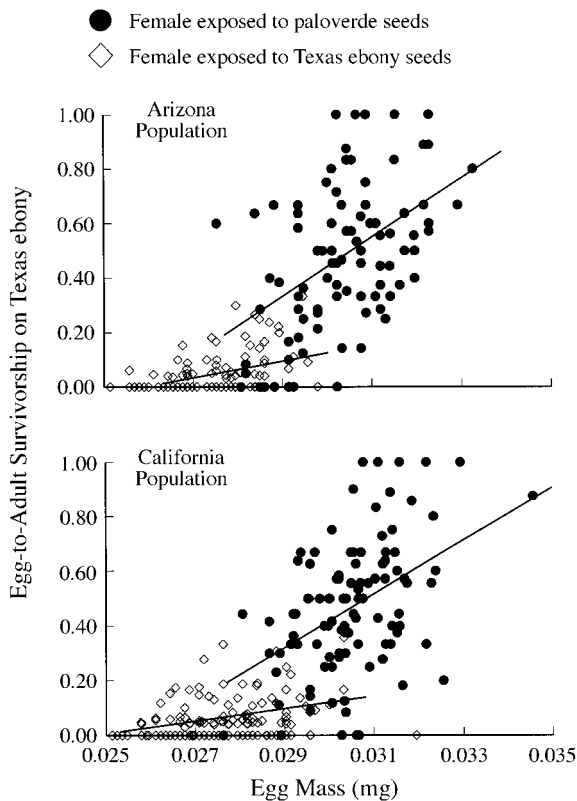 Female exposed to paloverde seeds
Female exposed to Texas ebony seeds
Egg-to-Adult Survivorship on Texas ebony
Arizona
Population
1.00
0.80
0.60
0.40
0.20
0.00
California
Population
1.00
0.80
0.60
0.40
0.20
0.00
0.025
0.027
0.029
0.031
0.033
0.035
Egg Mass (mg)